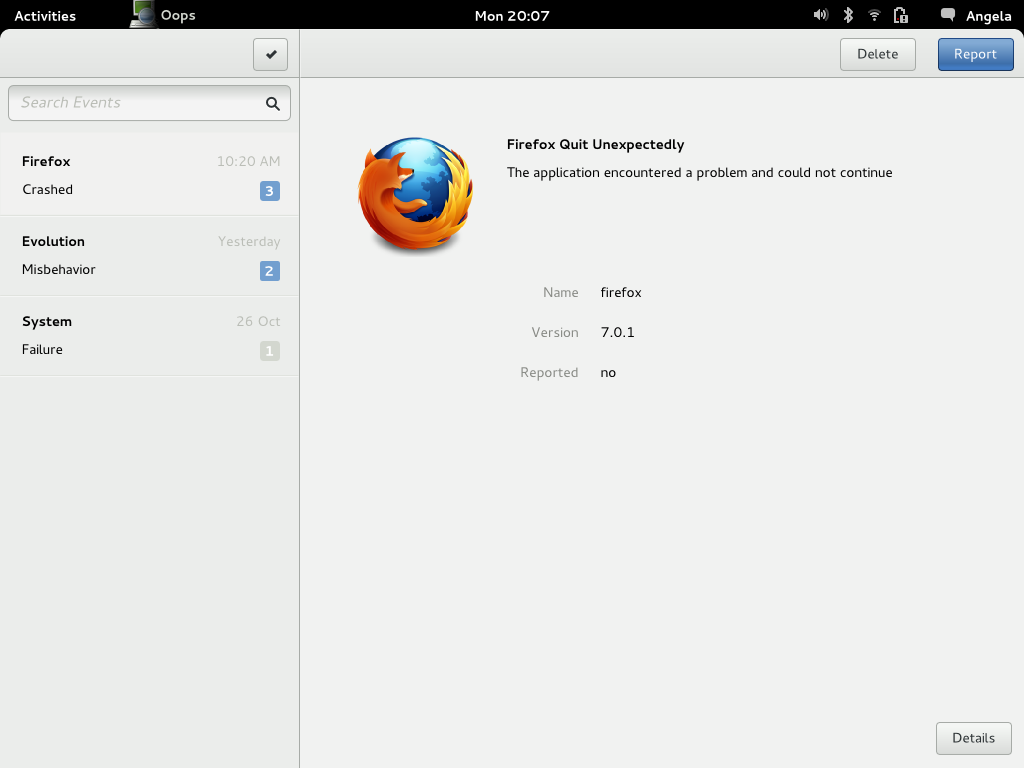 Activities Oops Mon 20:07 Angela
Delete Report
Search Events
Firefox 10:20 AM
Crashed 3
Evolution Yesterday
Misbehavior 2
System 26 Oct
Failure 1
Firefox Quit Unexpectedly
The application encountered a problem and could not continue
Name firefox
Version 7.0.1
Reported no
Details